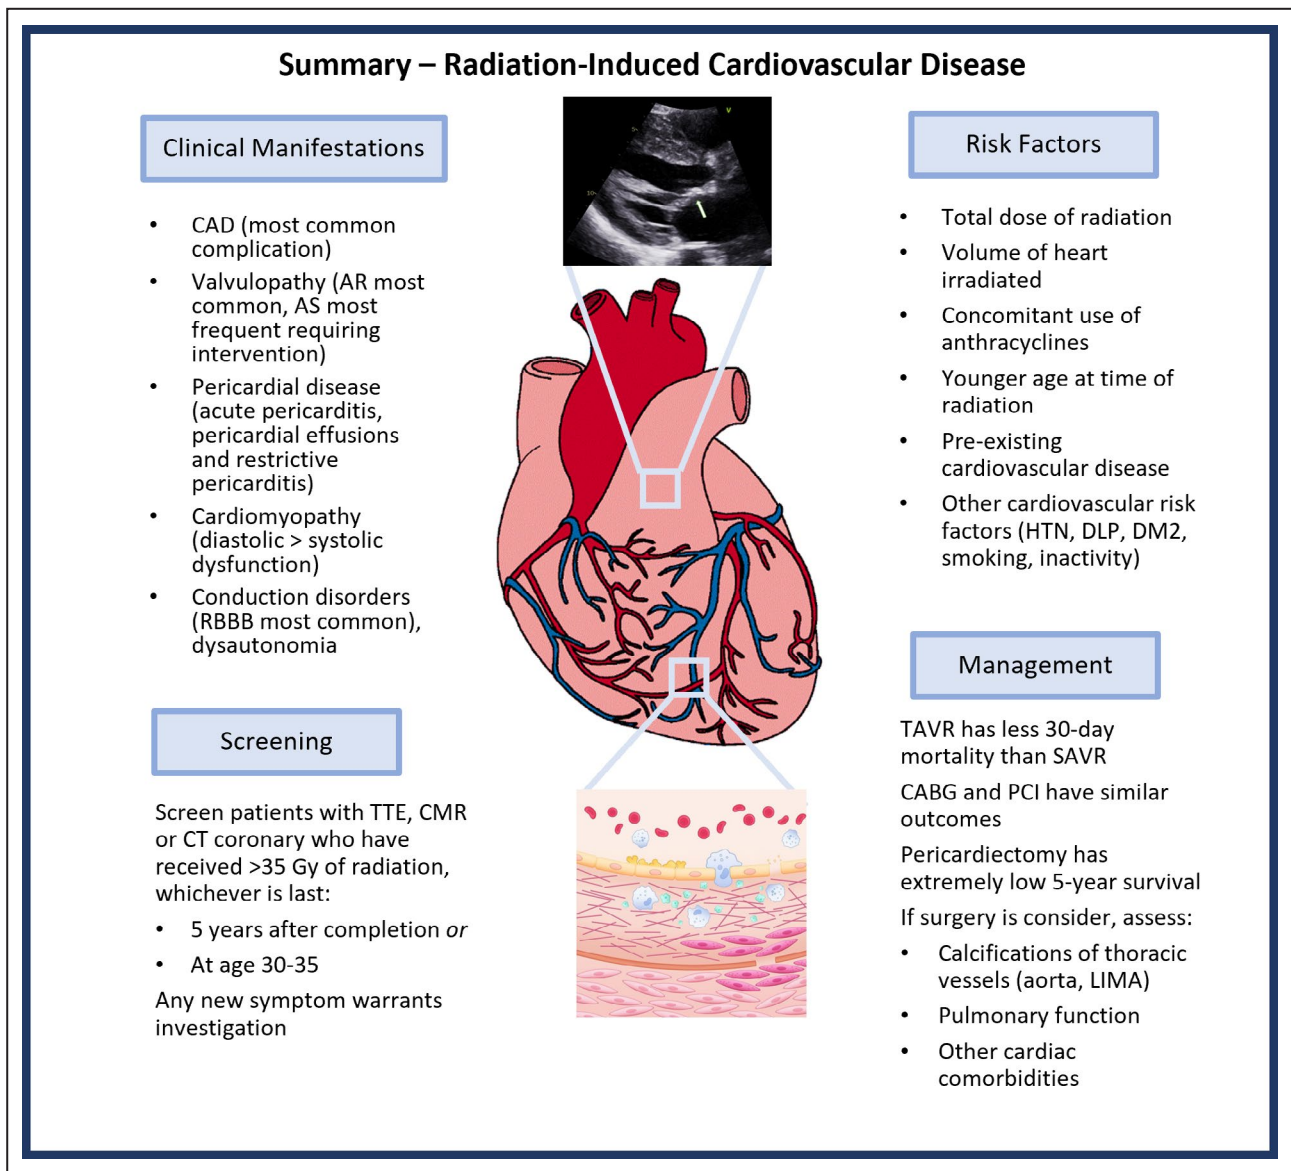 Summary – Radiation-Induced Cardiovascular Disease
Clinical Manifestations
• CAD (most common
complication)
• Valvulopathy (AR most
common, AS most
frequent requiring
intervention)
• Pericardial disease
(acute pericarditis,
pericardial effusions
and restrictive
pericarditis)
• Cardiomyopathy
(diastolic > systolic
dysfunction)
• Conduction disorders
(RBBB most common),
dysautonomia
Screening
Screen patients with TTE, CMR
or CT coronary who have
received >35 Gy of radiation,
whichever is last:
• 5 years after completion or
• At age 30-35
Any new symptom warrants
investigation
V
5
10
Risk Factors
• Total dose of radiation
• Volume of heart
irradiated
• Concomitant use of
anthracyclines
• Younger age at time of
radiation
• Pre-existing
cardiovascular disease
• Other cardiovascular risk
factors (HTN, DLP, DM2,
smoking, inactivity)
Management
TAVR has less 30-day
mortality than SAVR
CABG and PCI have similar
outcomes
Pericardiectomy has
extremely low 5-year survival
If surgery is consider, assess:
• Calcifications of thoracic
vessels (aorta, LIMA)
• Pulmonary function
• Other cardiac
comorbidities